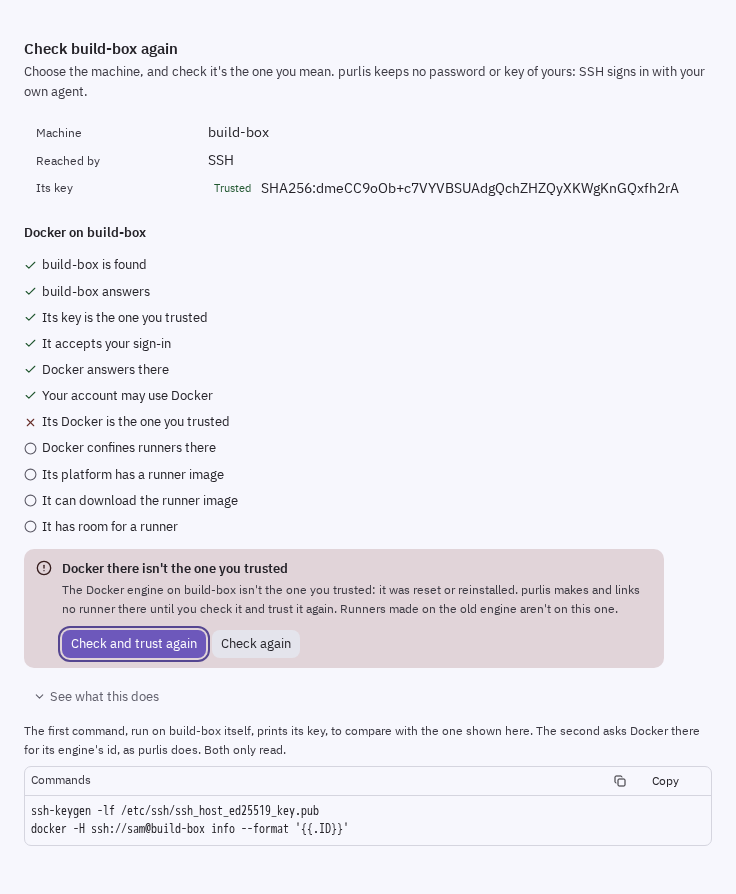 Check build-box again
Choose the machine, and check it's the one you mean. purlis keeps no password or key of yours: SSH signs in with your
own agent.
Machine build-box
Reached by SSH
Its key Trusted SHA256:dmeCC9oOb+c7VYVBSUAdgQchZHZQyXKWgKnGQxfh2rA
Docker on build-box
build-box is found
build-box answers
Its key is the one you trusted
It accepts your sign-in
Docker answers there
Your account may use Docker
Its Docker is the one you trusted
Docker confines runners there
Its platform has a runner image
It can download the runner image
It has room for a runner
Docker there isn't the one you trusted
The Docker engine on build-box isn't the one you trusted: it was reset or reinstalled. purlis makes and links
no runner there until you check it and trust it again. Runners made on the old engine aren't on this one.
Check and trust again Check again
See what this does
The first command, run on build-box itself, prints its key, to compare with the one shown here. The second asks Docker there
for its engine's id, as purlis does. Both only read.
Commands Copy
ssh-keygen -lf /etc/ssh/ssh_host_ed25519_key.pub
docker -H ssh://sam@build-box info --format '{{.ID}}'